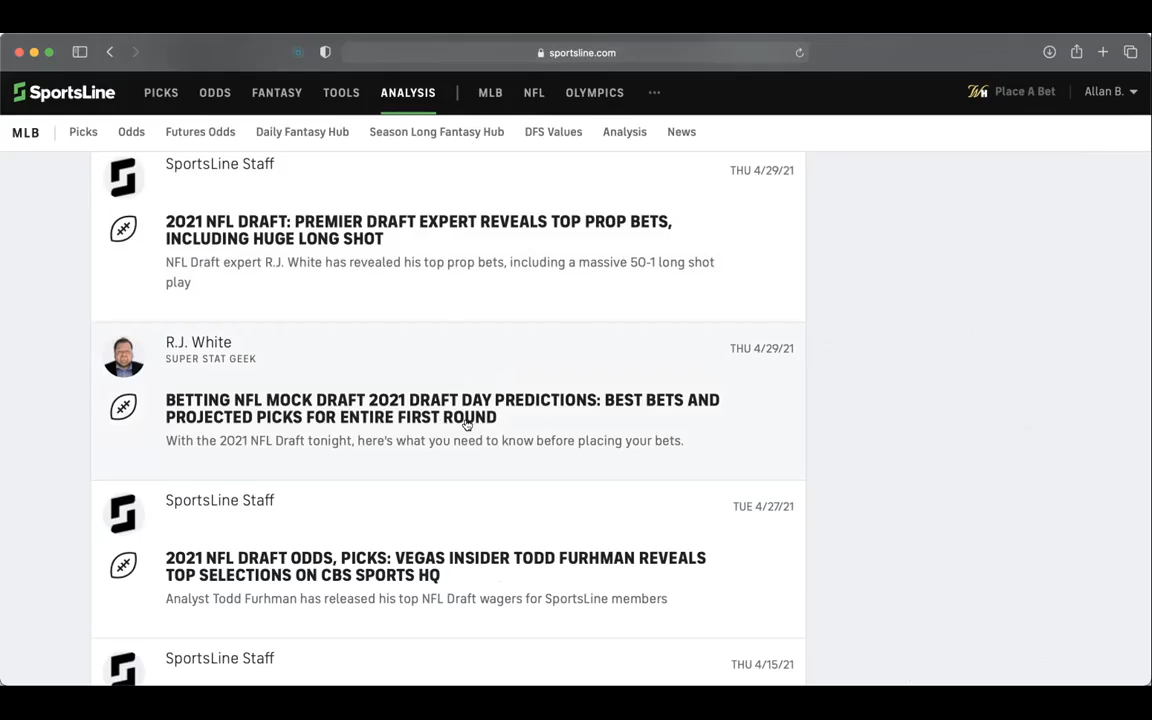 sportsline.com
SportsLine PICKS ODDS FANTASY TOOLS ANALYSIS | MLB NFL OLYMPICS ... WH Place A Bet Allan B.
MLB Picks Odds Futures Odds Daily Fantasy Hub Season Long Fantasy Hub DFS Values Analysis News
SportsLine Staff THU 4/29/21
2021 NFL DRAFT: PREMIER DRAFT EXPERT REVEALS TOP PROP BETS,
INCLUDING HUGE LONG SHOT
NFL Draft expert R.J. White has revealed his top prop bets, including a massive 50-1 long shot
play
R.J. White THU 4/29/21
SUPER STAT GEEK
BETTING NFL MOCK DRAFT 2021 DRAFT DAY PREDICTIONS: BEST BETS AND
PROJECTED PICKS FOR ENTIRE FIRST ROUND
With the 2021 NFL Draft tonight, here's what you need to know before placing your bets.
SportsLine Staff TUE 4/27/21
2021 NFL DRAFT ODDS, PICKS: VEGAS INSIDER TODD FURHMAN REVEALS
TOP SELECTIONS ON CBS SPORTS HQ
Analyst Todd Furhman has released his top NFL Draft wagers for SportsLine members
SportsLine Staff THU 4/15/21